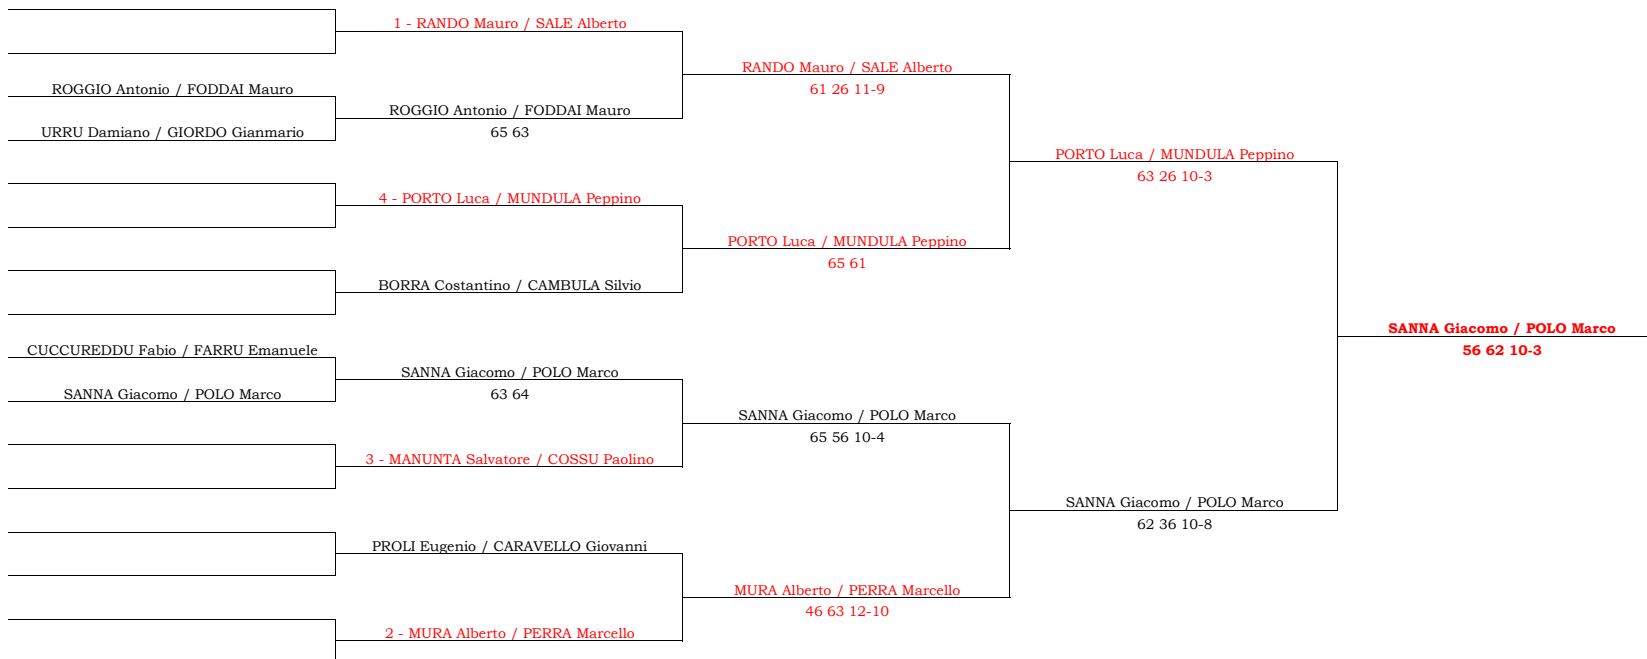 1 - RANDO Mauro / SALE Alberto
RANDO Mauro / SALE Alberto
61 26 11-9
ROGGIO Antonio / FODDAI Mauro
ROGGIO Antonio / FODDAI Mauro
65 63
URRU Damiano / GIORDO Gianmario
PORTO Luca / MUNDULA Peppino
63 26 10-3
4 - PORTO Luca / MUNDULA Peppino
PORTO Luca / MUNDULA Peppino
65 61
BORRA Costantino / CAMBULA Silvio
SANNA Giacomo / POLO Marco
56 62 10-3
CUCCUREDDU Fabio / FARRU Emanuele
SANNA Giacomo / POLO Marco
63 64
SANNA Giacomo / POLO Marco
SANNA Giacomo / POLO Marco
65 56 10-4
3 - MANUNTA Salvatore / COSSU Paolino
SANNA Giacomo / POLO Marco
62 36 10-8
PROLI Eugenio / CARAVELLO Giovanni
MURA Alberto / PERRA Marcello
46 63 12-10
2 - MURA Alberto / PERRA Marcello